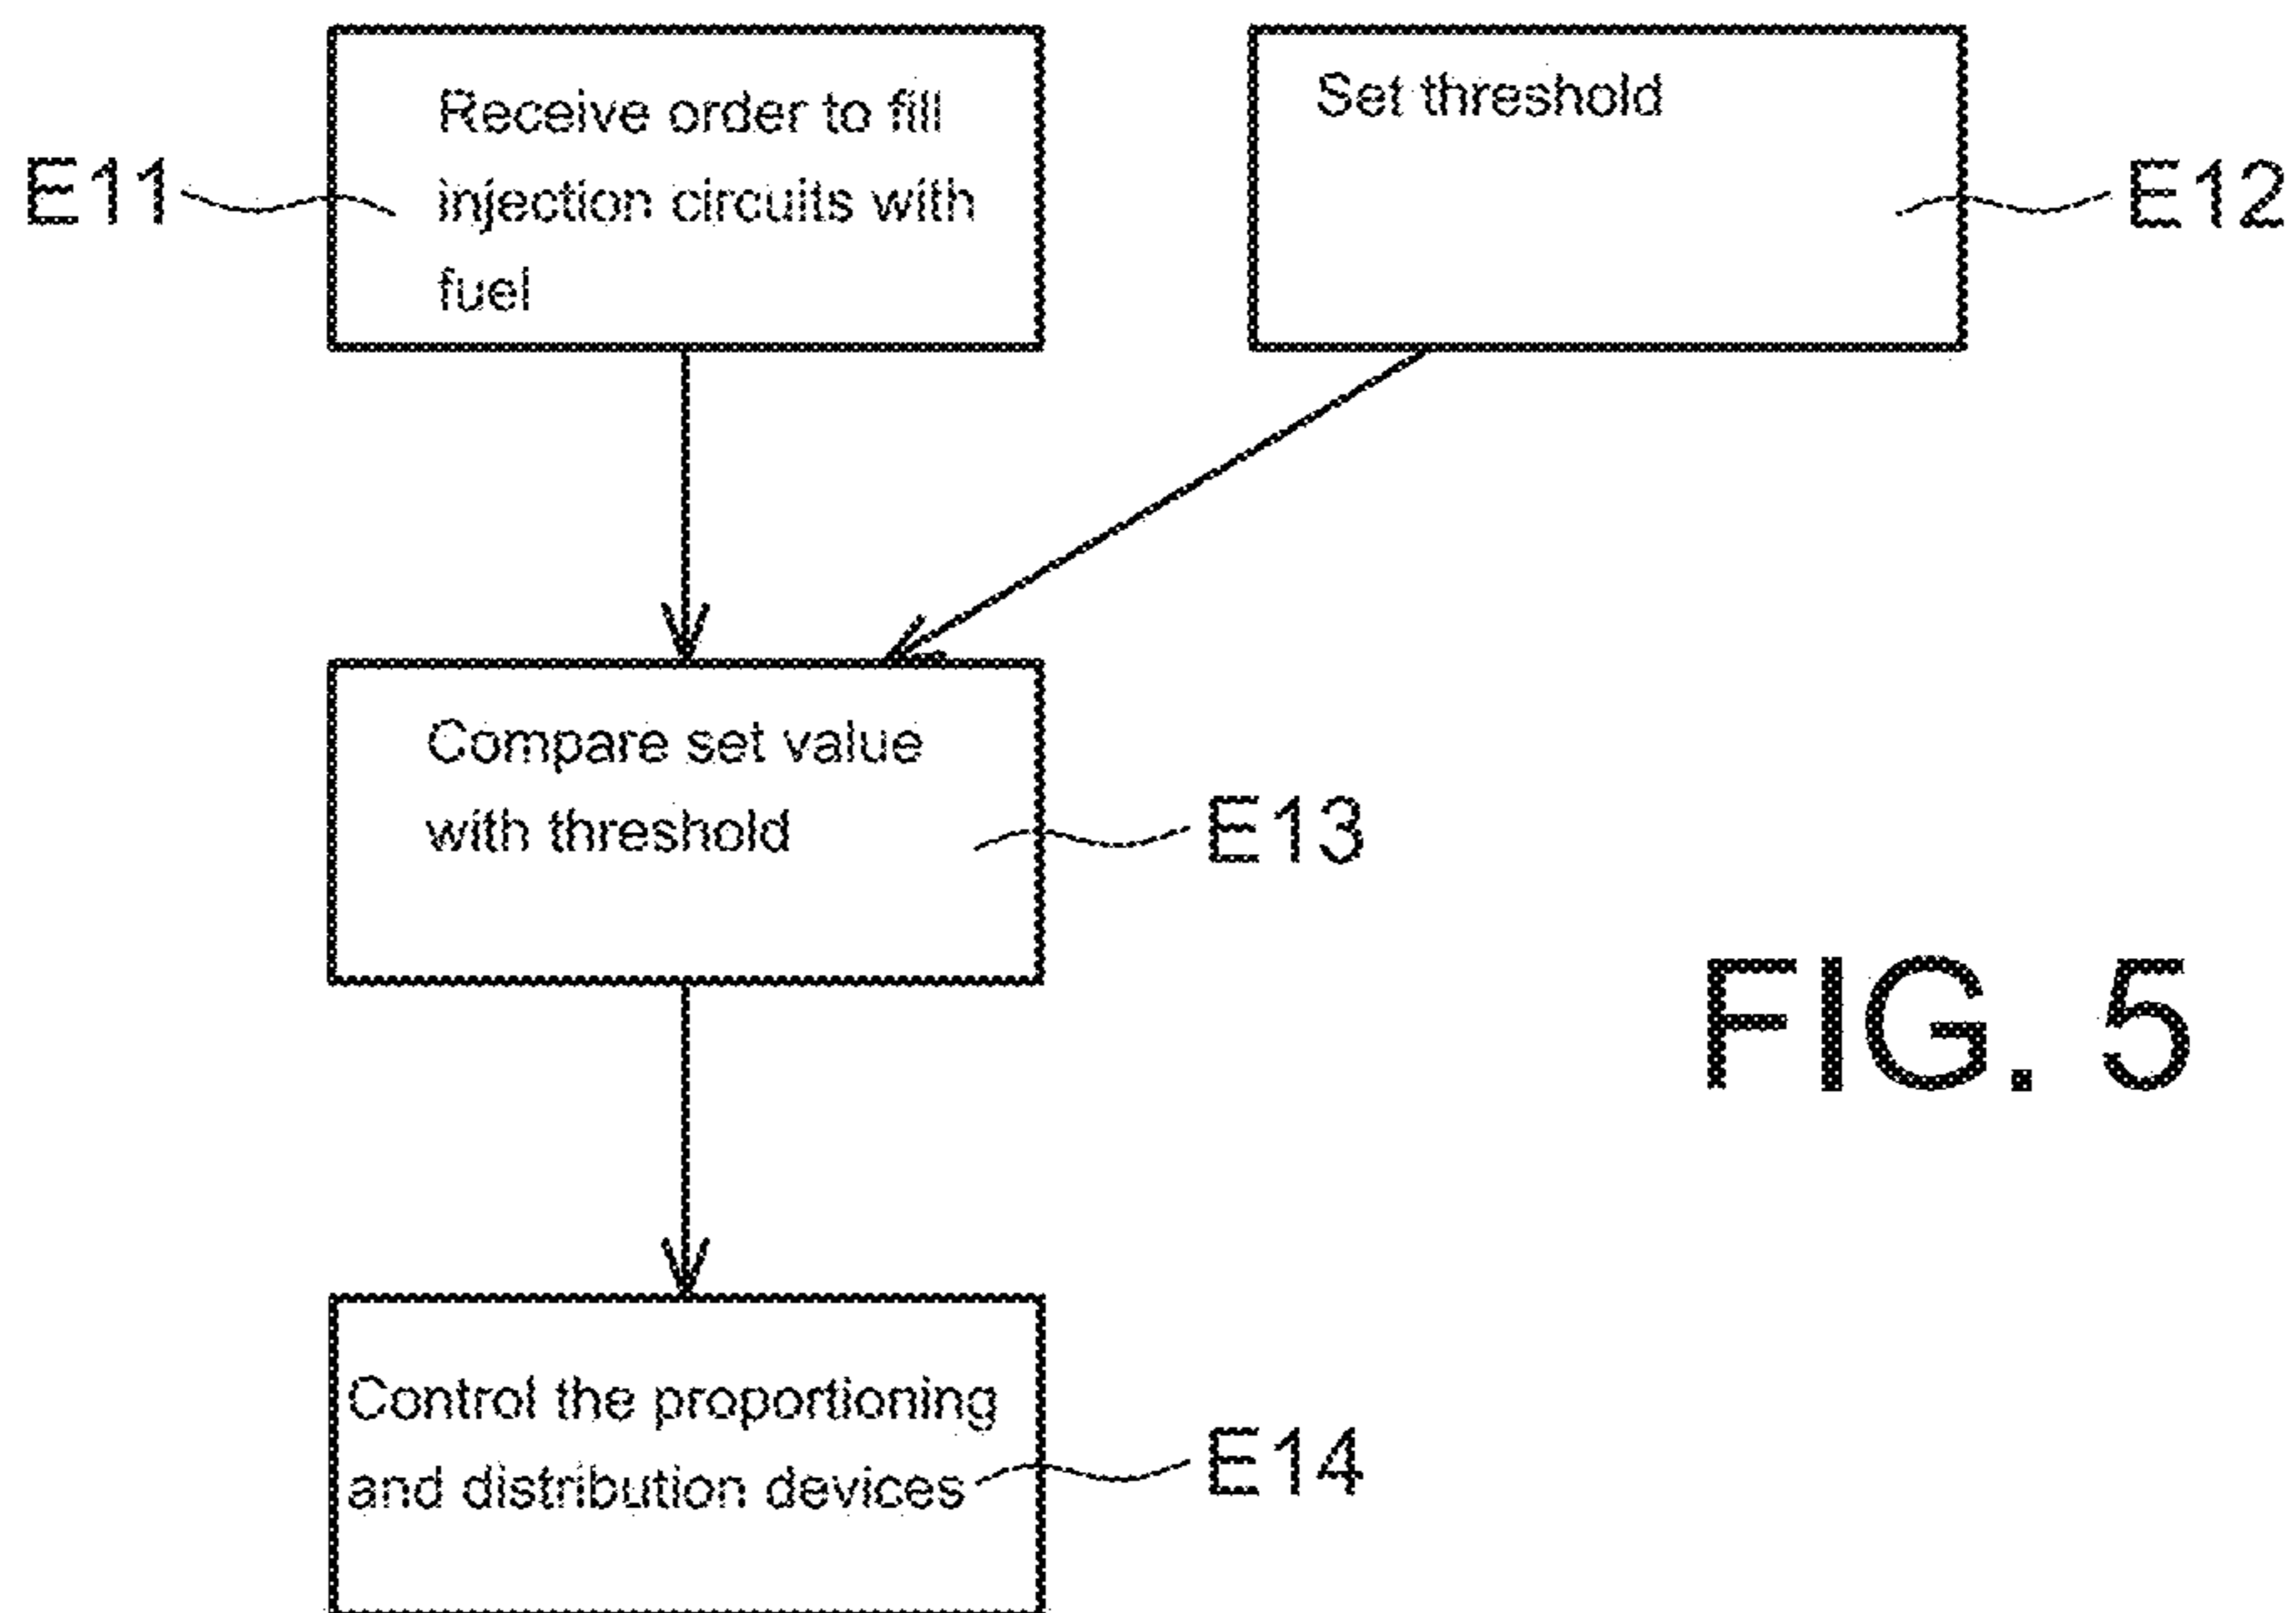 Receive order to fill
injection circuits with
fuel
E11
Set threshold
E12
Compare set value
with threshold
E13
Control the proportioning
and distribution devices
E14
FIG. 5